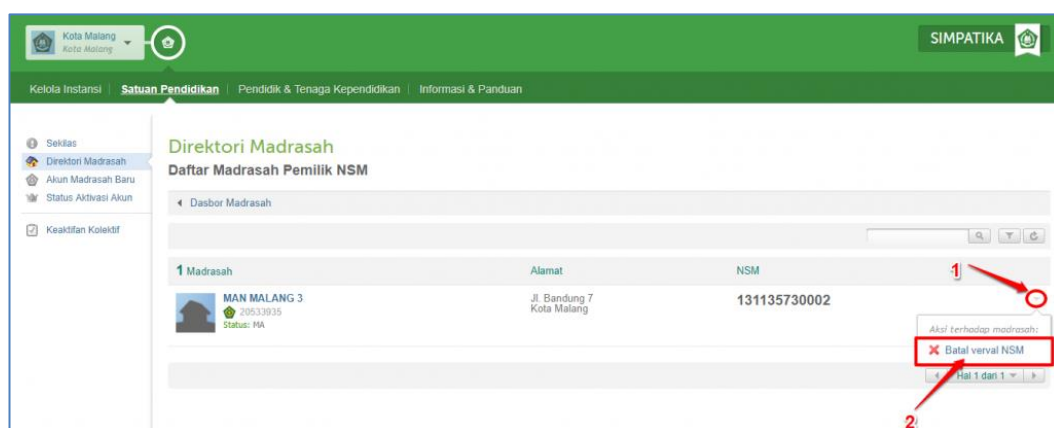 Kota Malang
Kota Malang
SIMPATIKA
Kelola Instansi | Satuan Pendidikan | Pendidik & Tenaga Kependidikan | Informasi & Panduan
Sekilas
Direktori Madrasah
Akun Madrasah Baru
Status Aktivasi Akun
Keaktifan Kolektif
Direktori Madrasah
Daftar Madrasah Pemilik NSM
Dasbor Madrasah
1 Madrasah Alamat NSM
1
MAN MALANG 3
20533935
Status: MA
Jl. Bandung 7
Kota Malang
131135730002
Aksi terhadap madrasah:
Batal verval NSM
Hal 1 dari 1
2